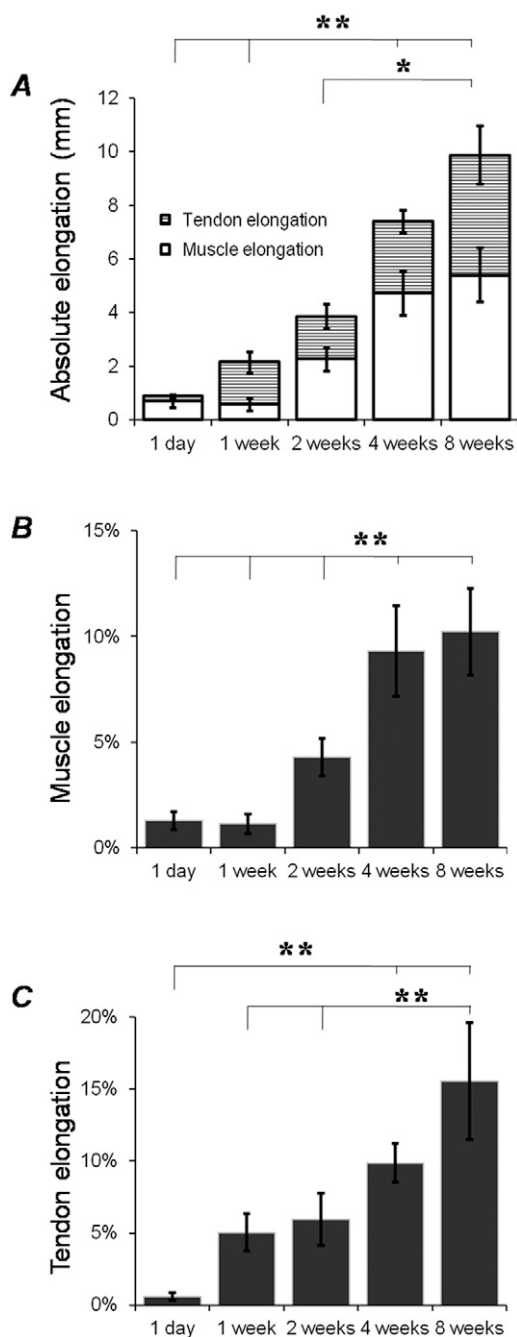 **
*
A
Absolute elongation (mm)
12
10
8
6
4
2
0
Tendon elongation
Muscle elongation
1 day 1 week 2 weeks 4 weeks 8 weeks
B
**
Muscle elongation
15%
10%
5%
0%
1 day 1 week 2 weeks 4 weeks 8 weeks
**
C
**
Tendon elongation
20%
15%
10%
5%
0%
1 day 1 week 2 weeks 4 weeks 8 weeks